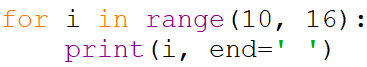 for i in range(10, 16):
    print(i, end=' ')